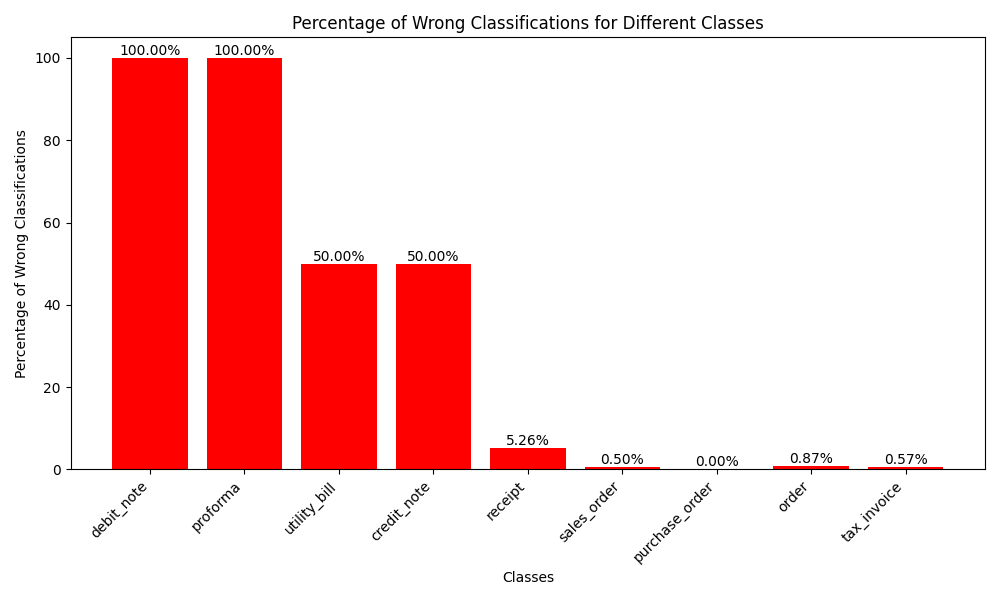 Percentage of Wrong Classifications for Different Classes
Percentage of Wrong Classifications
100
80
60
40
20
0
100.00%
100.00%
50.00%
50.00%
5.26%
0.50%
0.00%
0.87%
0.57%
debit_note
proforma
utility_bill
credit_note
receipt
sales_order
purchase_order
order
tax_invoice
Classes